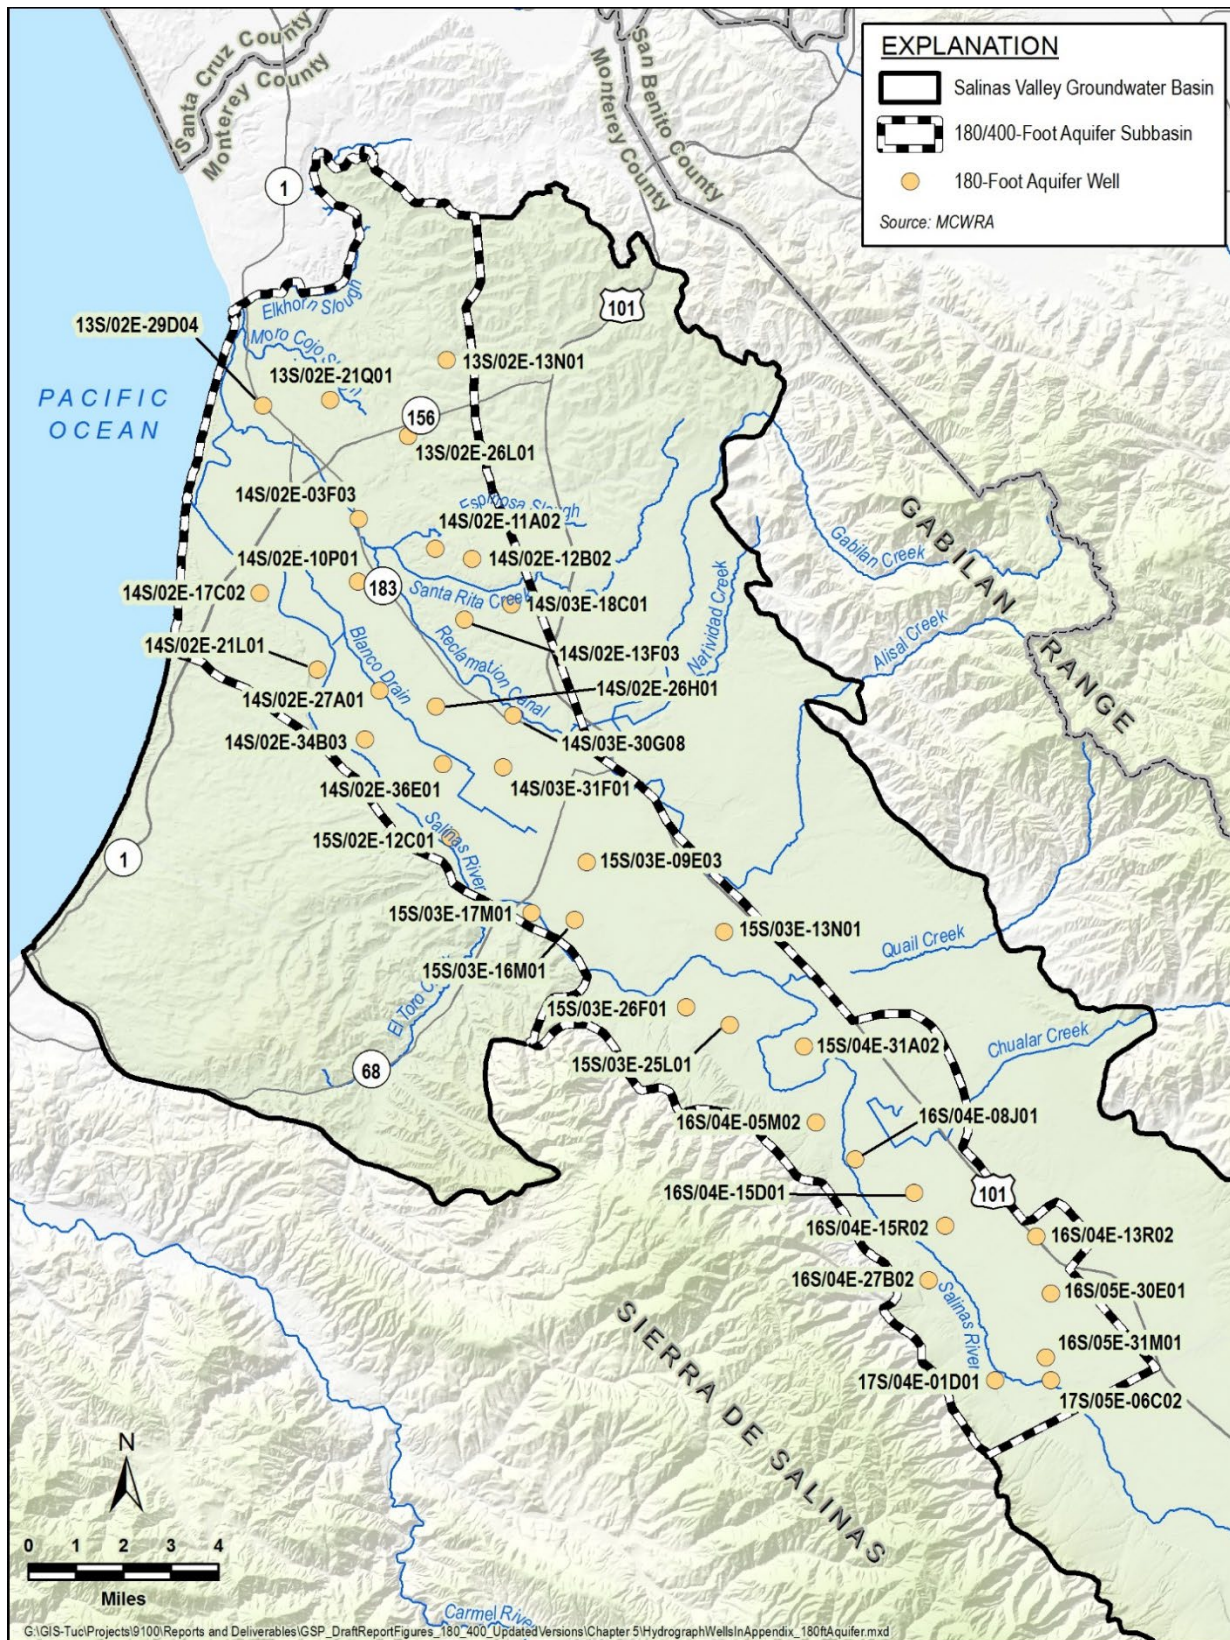 Santa Cruz County
Monterey County
San Benito County
Monterey County
EXPLANATION
Salinas Valley Groundwater Basin
180/400-Foot Aquifer Subbasin
180-Foot Aquifer Well
Source: MCWRA
1
101
Elkhorn Slough
13S/02E-29D04
Moro Cojo
13S/02E-13N01
13S/02E-21Q01
PACIFIC
OCEAN
156
13S/02E-26L01
14S/02E-03F03
Espinosa Slough
14S/02E-11A02
GABILAN
RANGE
Gabilan Creek
14S/02E-10P01
14S/02E-12B02
183
14S/02E-17C02
Santa Rita Creek
14S/03E-18C01
Natividad Creek
Alisal Creek
14S/02E-21L01
Blanco Drain
Reclamation Canal
14S/02E-13F03
14S/02E-27A01
14S/02E-26H01
14S/02E-34B03
14S/03E-30G08
14S/02E-36E01
14S/03E-31F01
Salinas River
15S/02E-12C01
1
15S/03E-09E03
15S/03E-17M01
15S/03E-13N01
Quail Creek
15S/03E-16M01
El Toro
15S/03E-26F01
15S/04E-31A02
Chualar Creek
15S/03E-25L01
68
16S/04E-05M02
16S/04E-08J01
16S/04E-15D01
101
16S/04E-15R02
16S/04E-13R02
16S/04E-27B02
16S/05E-30E01
Salinas River
SIERRA DE SALINAS
16S/05E-31M01
17S/04E-01D01
17S/05E-06C02
N
0 1 2 3 4
Miles
Carmel River
G:\GIS-Tuc\Projects\9100\Reports and Deliverables\GSP_DraftReportFigures_180_400_UpdatedVersions\Chapter 5\HydrographWellsInAppendix_180ftAquifer.mxd